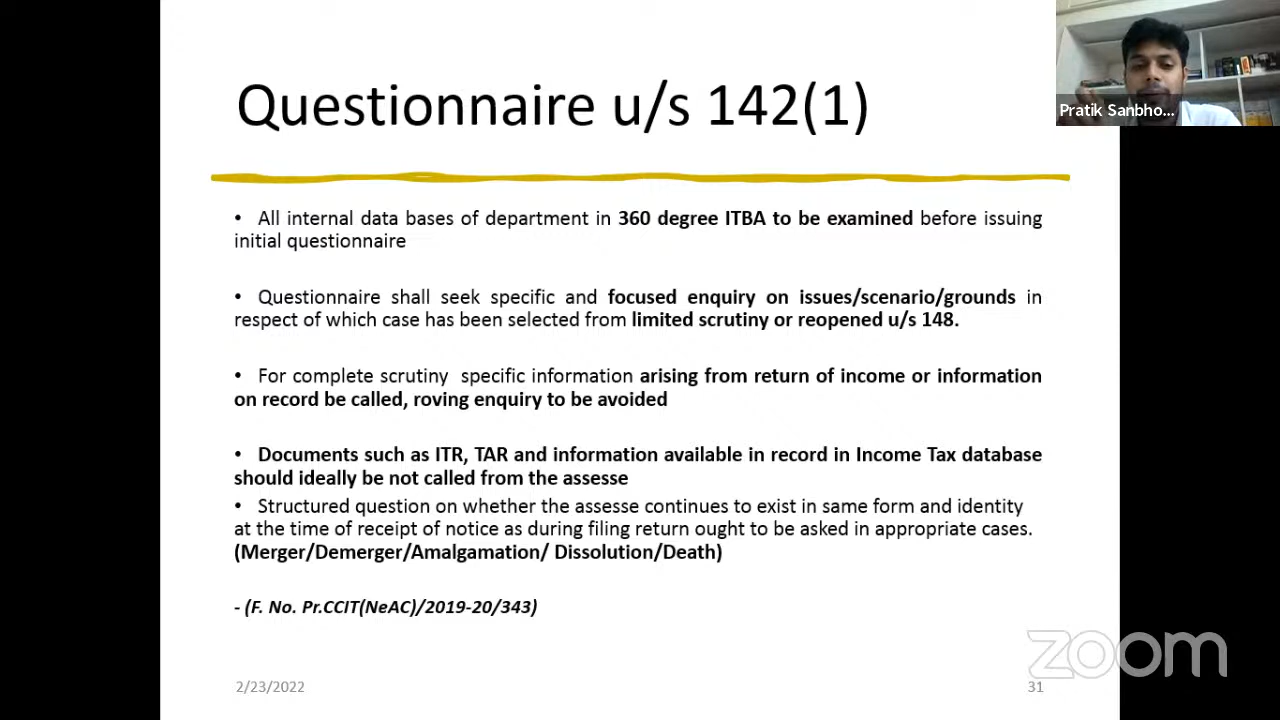 Questionnaire u/s 142(1)
• All internal data bases of department in 360 degree ITBA to be examined before issuing
initial questionnaire
• Questionnaire shall seek specific and focused enquiry on issues/scenario/grounds in
respect of which case has been selected from limited scrutiny or reopened u/s 148.
• For complete scrutiny specific information arising from return of income or information
on record be called, roving enquiry to be avoided
• Documents such as ITR, TAR and information available in record in Income Tax database
should ideally be not called from the assesse
• Structured question on whether the assesse continues to exist in same form and identity
at the time of receipt of notice as during filing return ought to be asked in appropriate cases.
(Merger/Demerger/Amalgamation/ Dissolution/Death)
- (F. No. Pr.CCIT(NeAC)/2019-20/343)
2/23/2022
31
Pratik Sanbho...
zoom